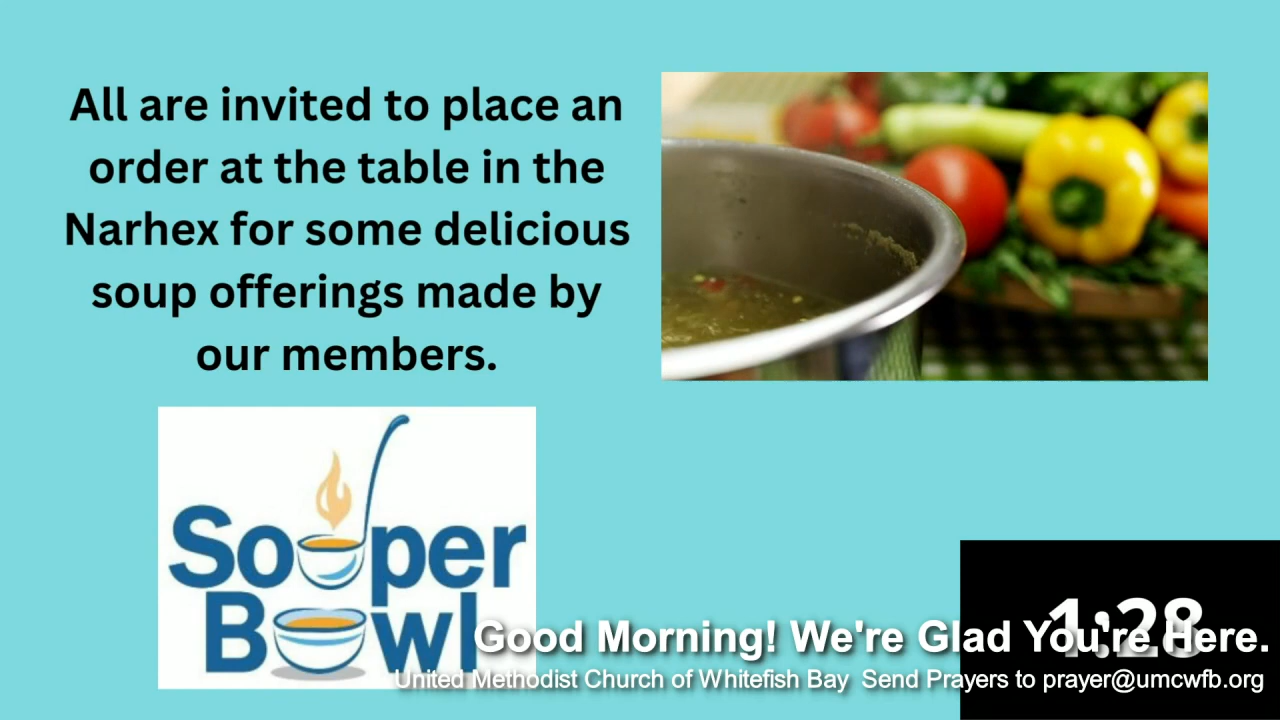 All are invited to place an
order at the table in the
Narhex for some delicious
soup offerings made by
our members.
Souper
Bowl
1:28
Good Morning! We're Glad You're Here.
United Methodist Church of Whitefish Bay  Send Prayers to prayer@umcwfb.org